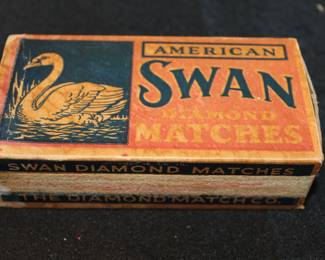 AMERICAN
SWAN
DIAMOND
MATCHES
SWAN DIAMOND MATCHES
THE DIAMOND MATCH CO.